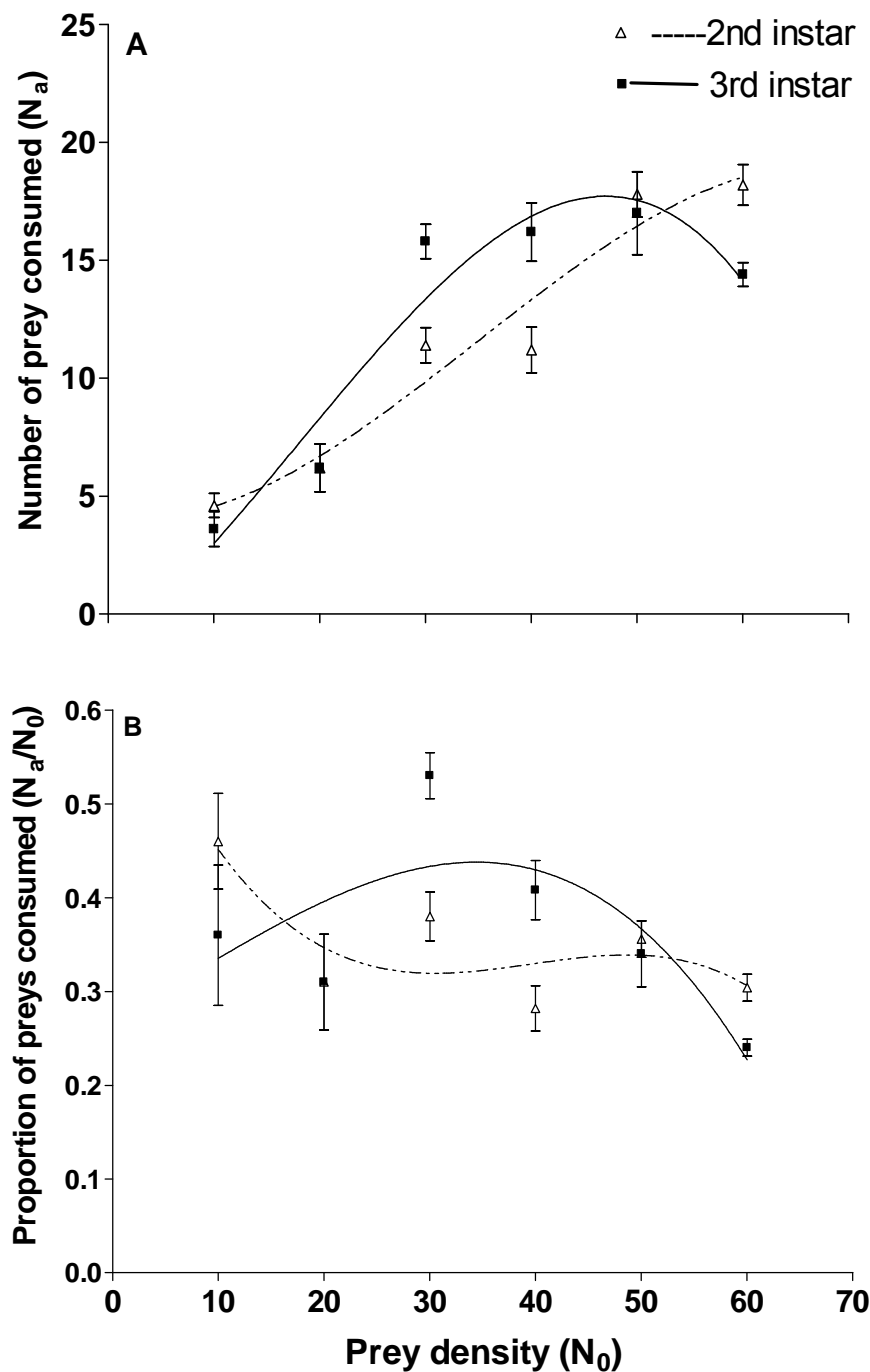 A
2nd instar
3rd instar
25
20
15
10
5
0
Number of prey consumed (Na)
B
0.6
0.5
0.4
0.3
0.2
0.1
0.0
Proportion of preys consumed (Na/N0)
0 10 20 30 40 50 60 70
Prey density (N0)